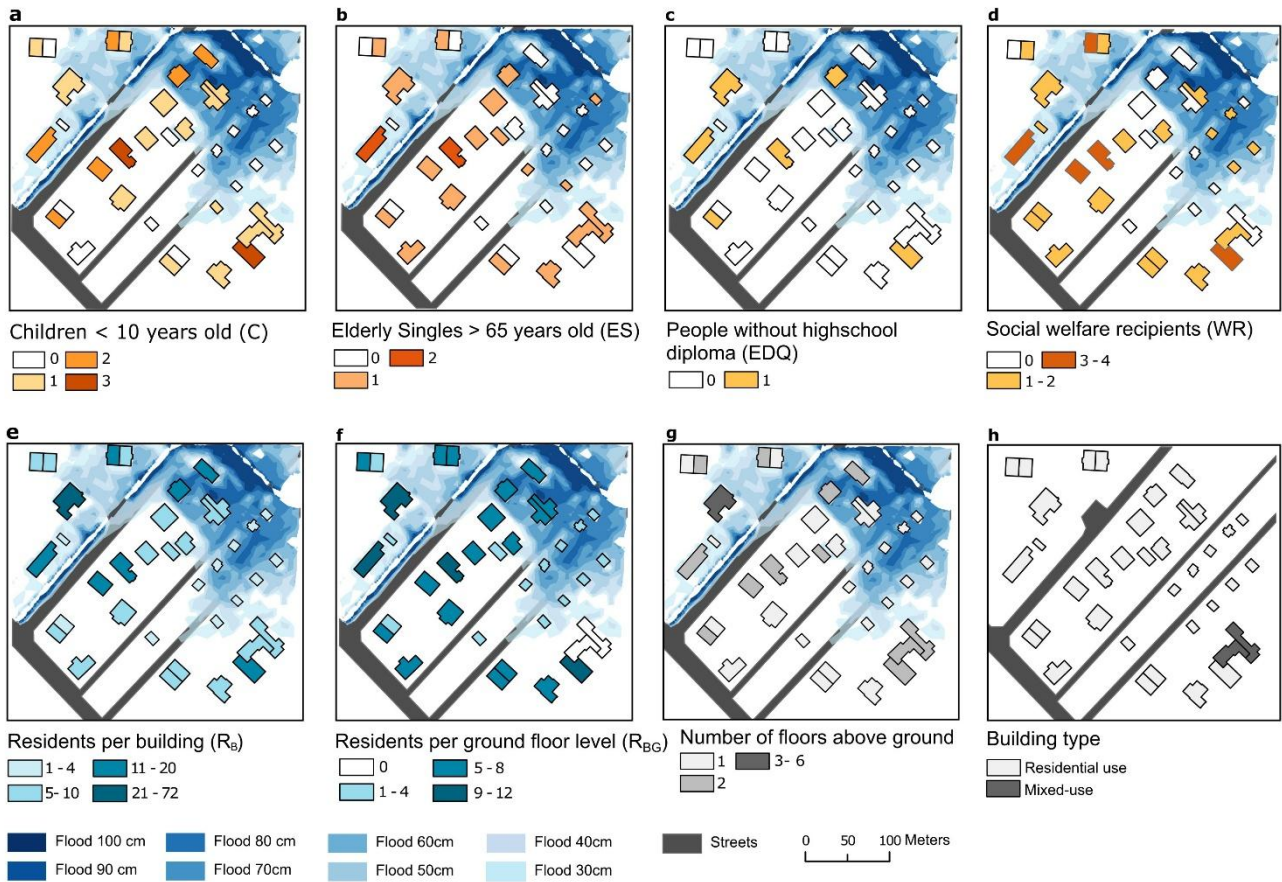 a
b
c
d
Children < 10 years old (C)
0
2
1
3
Elderly Singles > 65 years old (ES)
0
2
1
People without highschool
diploma (EDQ)
0
1
Social welfare recipients (WR)
0
3 - 4
1 - 2
e
f
g
h
Residents per building (RB)
1 - 4
11 - 20
5- 10
21 - 72
Residents per ground floor level (RBG)
0
5 - 8
1 - 4
9 - 12
Number of floors above ground
1
3- 6
2
Building type
Residential use
Mixed-use
Flood 100 cm
Flood 80 cm
Flood 60cm
Flood 40cm
Streets
0 50 100 Meters
Flood 90 cm
Flood 70cm
Flood 50cm
Flood 30cm